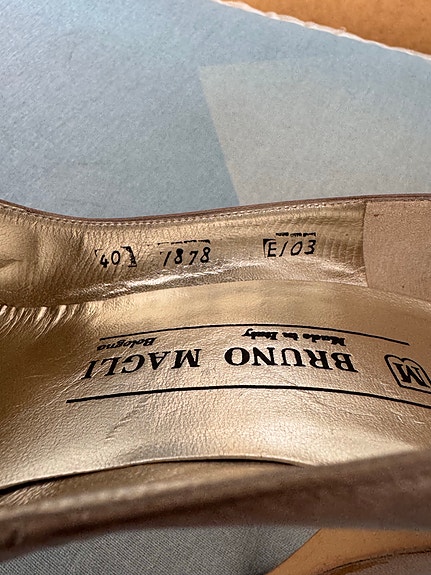 40 1878 E/03
M BRUNO MAGLI
Made in Italy Bologna